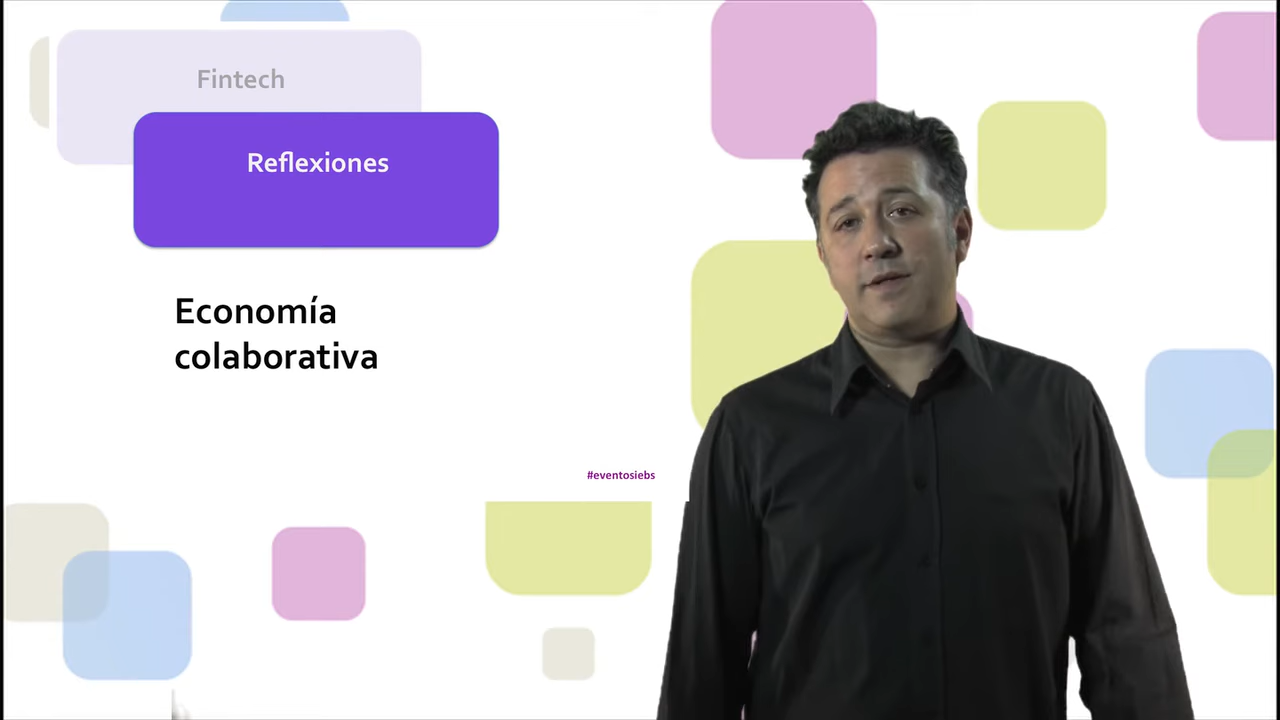 Fintech
Reflexiones
Economía
colaborativa
#eventosiebs